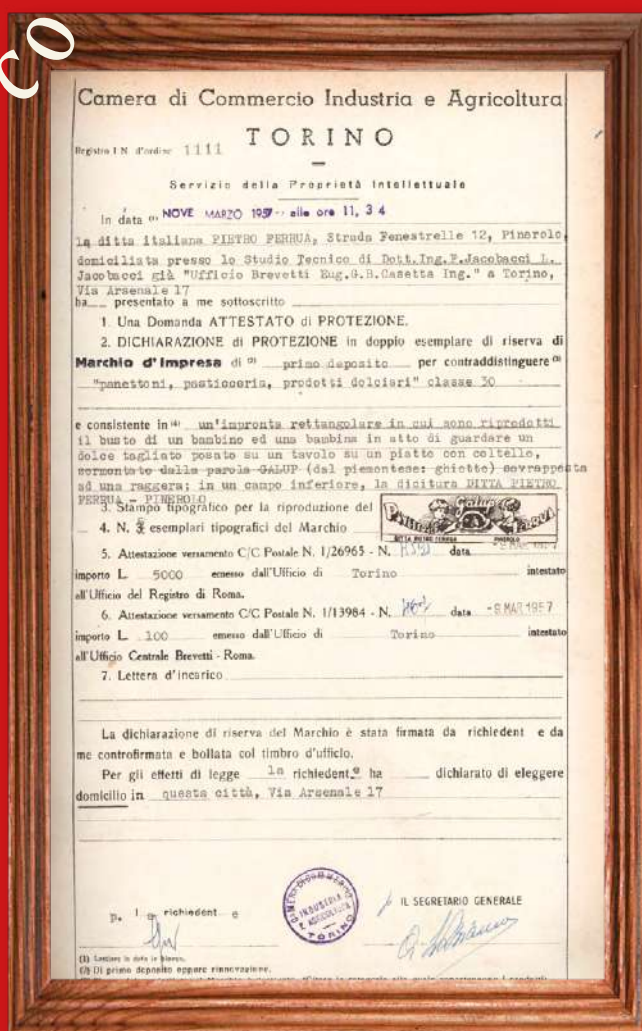 co
Camera di Commercio Industria e Agricoltura
TORINO
Registro I N. d'ordine 1111
Servizio della Proprietà Intellettuale
In data (1) NOVE MARZO 1957 alle ore 11, 34
la ditta italiana PIETRO FERRUA, Strada Fenestrelle 12, Pinerolo,
domiciliata presso lo Studio Tecnico di Dott.Ing.F.Jacobacci L.
Jacobacci già "Ufficio Brevetti Eug.G.B.Casetta Ing." a Torino,
Via Arsenale 17
ha presentato a me sottoscritto
1. Una Domanda ATTESTATO di PROTEZIONE.
2. DICHIARAZIONE di PROTEZIONE in doppio esemplare di riserva di
Marchio d'Impresa di (2) primo deposito per contraddistinguere (3)
"panettoni, pasticceria, prodotti dolciari" classe 30
e consistente in (4) un'impronta rettangolare in cui sono riprodotti
il busto di un bambino ed una bambina in atto di guardare un
dolce tagliato posato su un tavolo su un piatto con coltello,
sormontato dalla parola GALUP (dal piemontese: ghiotto) sovrapposta
ad una raggera; in un campo inferiore, la dicitura DITTA PIETRO
FERRUA - PINEROLO
3. Stampo tipografico per la riproduzione del
Galup
DITTA PIETRO FERRUA PINEROLO
4. N. esemplari tipografici del Marchio
5. Attestazione versamento C/C Postale N. 1/26965 - N. data
importo L. 5000 emesso dall'Ufficio di Torino intestato
all'Ufficio del Registro di Roma.
6. Attestazione versamento C/C Postale N. 1/13984 - N. data -9 MAR 1957
importo L. 100 emesso dall'Ufficio di Torino intestato
all'Ufficio Centrale Brevetti - Roma.
7. Lettera d'incarico
La dichiarazione di riserva del Marchio è stata firmata da richiedent e da
me controfirmata e bollata col timbro d'ufficio.
Per gli effetti di legge la richiedent e ha dichiarato di eleggere
domicilio in questa città, Via Arsenale 17
p. l a richiedent e
CAMERA DI COMMERCIO INDUSTRIA E AGRICOLTURA TORINO
IL SEGRETARIO GENERALE
(1) Lasciare la data in bianco.
(2) Di primo deposito oppure rinnovazione.